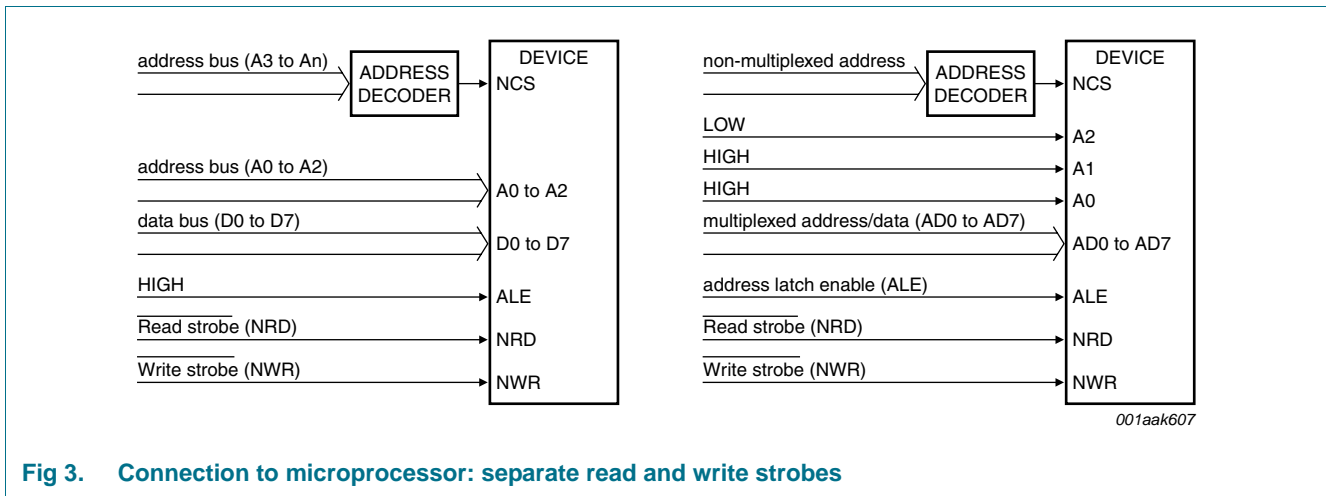 address bus (A3 to An)
ADDRESS
DECODER
DEVICE
NCS
address bus (A0 to A2)
A0 to A2
data bus (D0 to D7)
D0 to D7
HIGH
ALE
Read strobe (NRD)
NRD
Write strobe (NWR)
NWR
non-multiplexed address
ADDRESS
DECODER
DEVICE
NCS
LOW
A2
HIGH
A1
HIGH
A0
multiplexed address/data (AD0 to AD7)
AD0 to AD7
address latch enable (ALE)
ALE
Read strobe (NRD)
NRD
Write strobe (NWR)
NWR
001aak607
Fig 3. Connection to microprocessor: separate read and write strobes